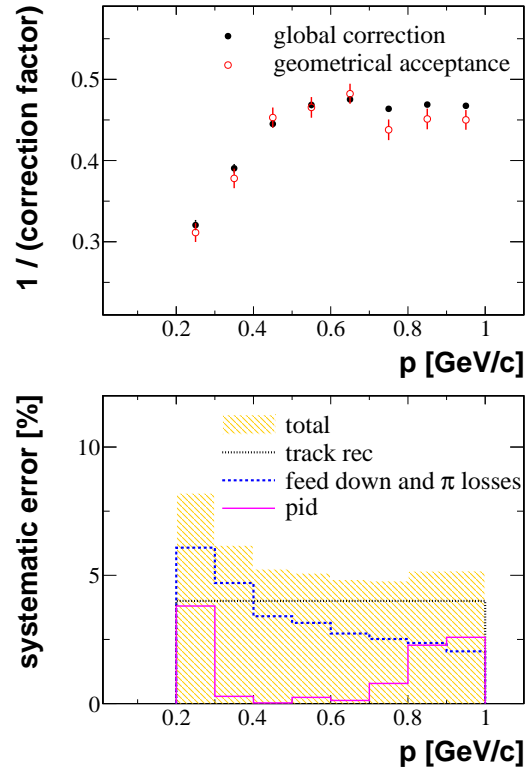 1 / (correction factor)
global correction
geometrical acceptance
0.5
0.4
0.3
0.2 0.4 0.6 0.8 1
p [GeV/c]
systematic error [%]
total
track rec
feed down and π losses
pid
10
5
0
0.2 0.4 0.6 0.8 1
p [GeV/c]